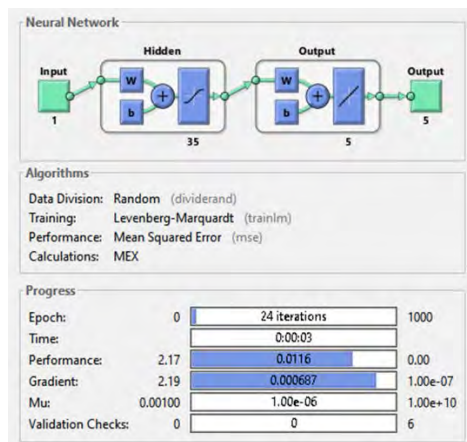 Neural Network
Hidden Output
Input Output
W W
b b
1 5
35 5
Algorithms
Data Division: Random (dividerand)
Training: Levenberg-Marquardt (trainlm)
Performance: Mean Squared Error (mse)
Calculations: MEX
Progress
Epoch: 0 24 iterations 1000
Time: 0:00:03
Performance: 2.17 0.0116 0.00
Gradient: 2.19 0.000687 1.00e-07
Mu: 0.00100 1.00e-06 1.00e+10
Validation Checks: 0 0 6